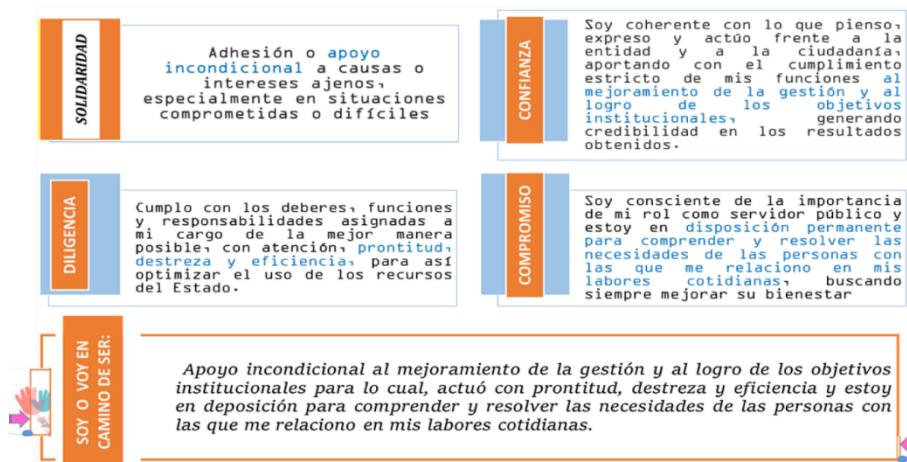 SOLIDARIDAD
Adhesión o apoyo
incondicional a causas o
intereses ajenos,
especialmente en situaciones
comprometidas o difíciles
CONFIANZA
Soy coherente con lo que pienso,
expreso y actúo frente a la
entidad y a la ciudadanía,
aportando con el cumplimiento
estricto de mis funciones al
mejoramiento de la gestión y al
logro de los objetivos
institucionales, generando
credibilidad en los resultados
obtenidos.
DILIGENCIA
Cumplo con los deberes, funciones
y responsabilidades asignadas a
mi cargo de la mejor manera
posible, con atención, prontitud,
destreza y eficiencia, para así
optimizar el uso de los recursos
del Estado.
COMPROMISO
Soy consciente de la importancia
de mi rol como servidor público y
estoy en disposición permanente
para comprender y resolver las
necesidades de las personas con
las que me relaciono en mis
labores cotidianas, buscando
siempre mejorar su bienestar
SOY O VOY EN
CAMINO DE SER:
Apoyo incondicional al mejoramiento de la gestión y al logro de los objetivos
institucionales para lo cual, actuó con prontitud, destreza y eficiencia y estoy
en deposición para comprender y resolver las necesidades de las personas con
las que me relaciono en mis labores cotidianas.